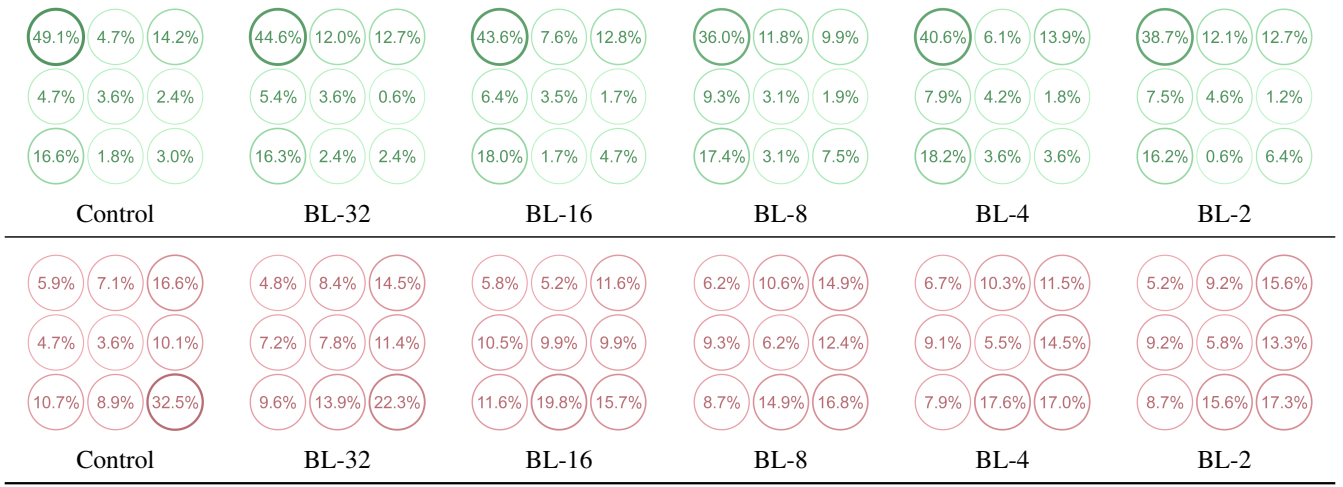 49.1% 4.7% 14.2% 44.6% 12.0% 12.7% 43.6% 7.6% 12.8% 36.0% 11.8% 9.9% 40.6% 6.1% 13.9% 38.7% 12.1% 12.7%
4.7% 3.6% 2.4% 5.4% 3.6% 0.6% 6.4% 3.5% 1.7% 9.3% 3.1% 1.9% 7.9% 4.2% 1.8% 7.5% 4.6% 1.2%
16.6% 1.8% 3.0% 16.3% 2.4% 2.4% 18.0% 1.7% 4.7% 17.4% 3.1% 7.5% 18.2% 3.6% 3.6% 16.2% 0.6% 6.4%
Control BL-32 BL-16 BL-8 BL-4 BL-2
5.9% 7.1% 16.6% 4.8% 8.4% 14.5% 5.8% 5.2% 11.6% 6.2% 10.6% 14.9% 6.7% 10.3% 11.5% 5.2% 9.2% 15.6%
4.7% 3.6% 10.1% 7.2% 7.8% 11.4% 10.5% 9.9% 9.9% 9.3% 6.2% 12.4% 9.1% 5.5% 14.5% 9.2% 5.8% 13.3%
10.7% 8.9% 32.5% 9.6% 13.9% 22.3% 11.6% 19.8% 15.7% 8.7% 14.9% 16.8% 7.9% 17.6% 17.0% 8.7% 15.6% 17.3%
Control BL-32 BL-16 BL-8 BL-4 BL-2